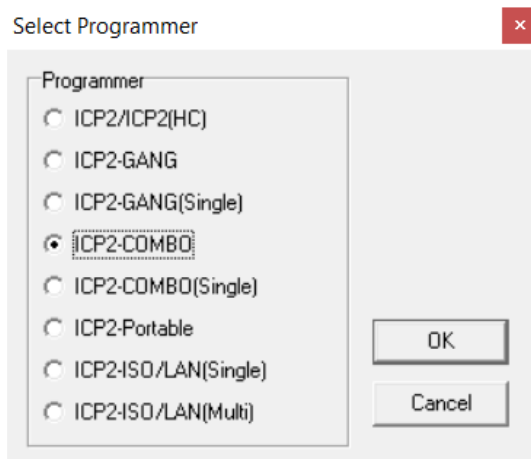 Select Programmer
Programmer
ICP2/ICP2(HC)
ICP2-GANG
ICP2-GANG(Single)
ICP2-COMBO
ICP2-COMBO(Single)
ICP2-Portable
ICP2-ISO/LAN(Single)
ICP2-ISO/LAN(Multi)
OK
Cancel